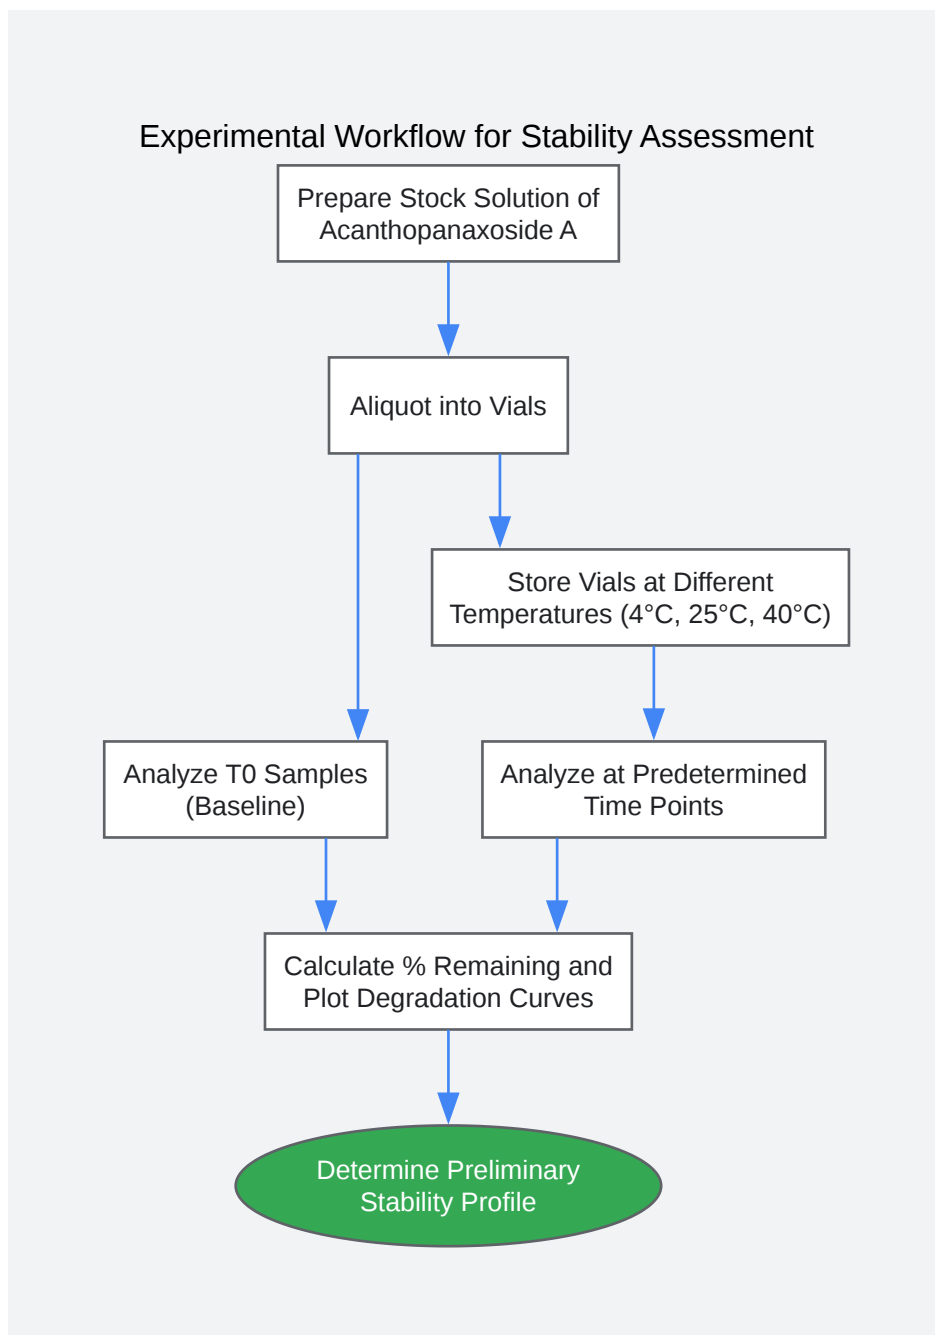 Experimental Workflow for Stability Assessment
Prepare Stock Solution of
Acanthopanaxoside A
Aliquot into Vials
Store Vials at Different
Temperatures (4°C, 25°C, 40°C)
Analyze T0 Samples
(Baseline)
Analyze at Predetermined
Time Points
Calculate % Remaining and
Plot Degradation Curves
Determine Preliminary
Stability Profile